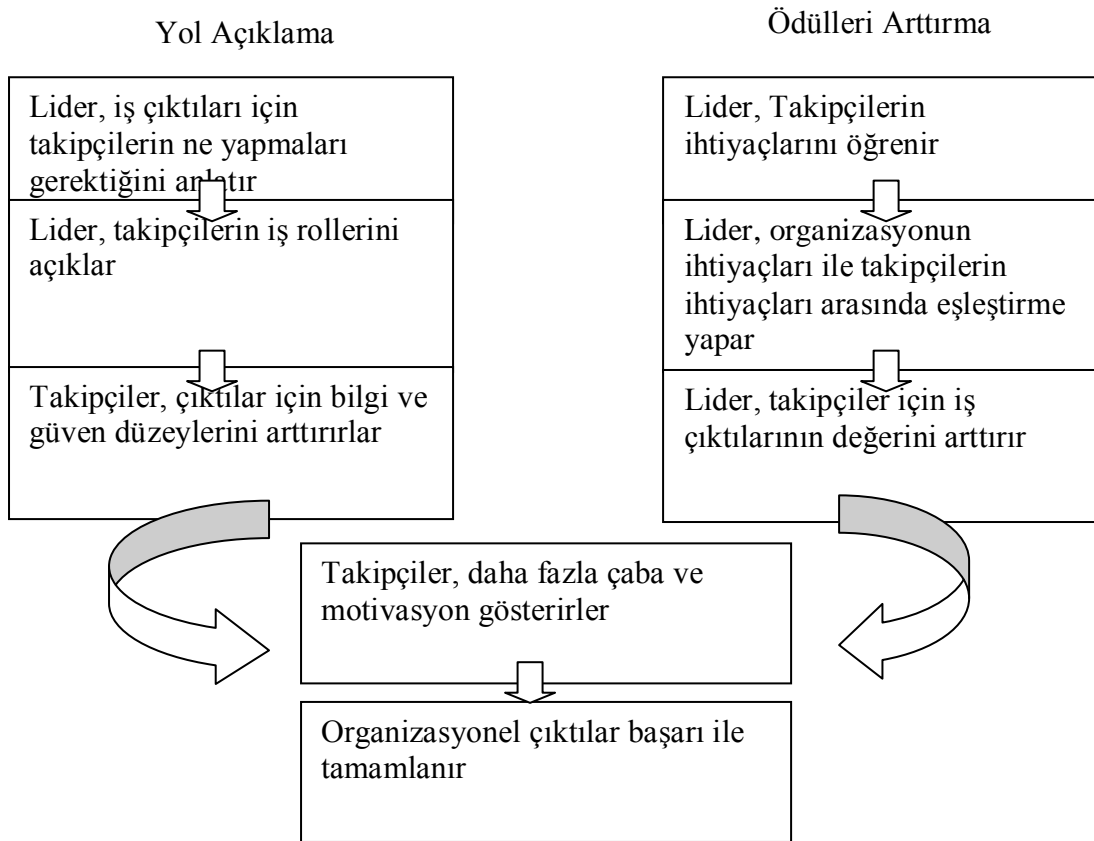 Yol Açıklama
Lider, iş çıktıları için
takipçilerin ne yapmaları
gerektiğini anlatır
Lider, takipçilerin iş rollerini
açıklar
Takipçiler, çıktılar için bilgi ve
güven düzeylerini arttırırlar
Ödülleri Arttırma
Lider, Takipçilerin
ihtiyaçlarını öğrenir
Lider, organizasyonun
ihtiyaçları ile takipçilerin
ihtiyaçları arasında eşleştirme
yapar
Lider, takipçiler için iş
çıktılarının değerini arttırır
Takipçiler, daha fazla çaba ve
motivasyon gösterirler
Organizasyonel çıktılar başarı ile
tamamlanır